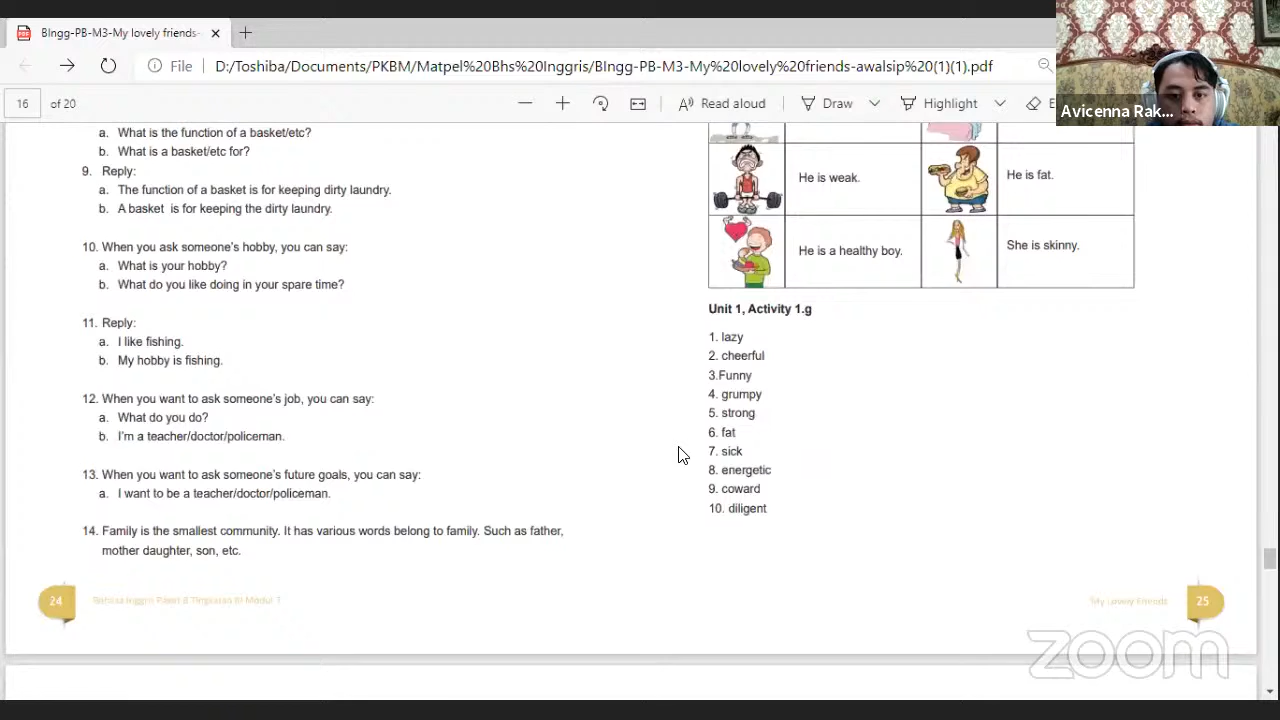 BIngg-PB-M3-My lovely friends-
File D:/Toshiba/Documents/PKBM/Matpel%20Bhs%20Inggris/BIngg-PB-M3-My%20lovely%20friends-awalsip%20(1)(1).pdf
16 of 20
Read aloud
Draw
Highlight
Avicenna Rak...
a. What is the function of a basket/etc?
b. What is a basket/etc for?
9. Reply:
a. The function of a basket is for keeping dirty laundry.
b. A basket is for keeping the dirty laundry.
10. When you ask someone's hobby, you can say:
a. What is your hobby?
b. What do you like doing in your spare time?
11. Reply:
a. I like fishing.
b. My hobby is fishing.
12. When you want to ask someone's job, you can say:
a. What do you do?
b. I'm a teacher/doctor/policeman.
13. When you want to ask someone's future goals, you can say:
a. I want to be a teacher/doctor/policeman.
14. Family is the smallest community. It has various words belong to family. Such as father,
mother daughter, son, etc.
24
He is weak.
He is fat.
He is a healthy boy.
She is skinny.
Unit 1, Activity 1.g
1. lazy
2. cheerful
3.Funny
4. grumpy
5. strong
6. fat
7. sick
8. energetic
9. coward
10. diligent
My Lovely Friends 25
zoom